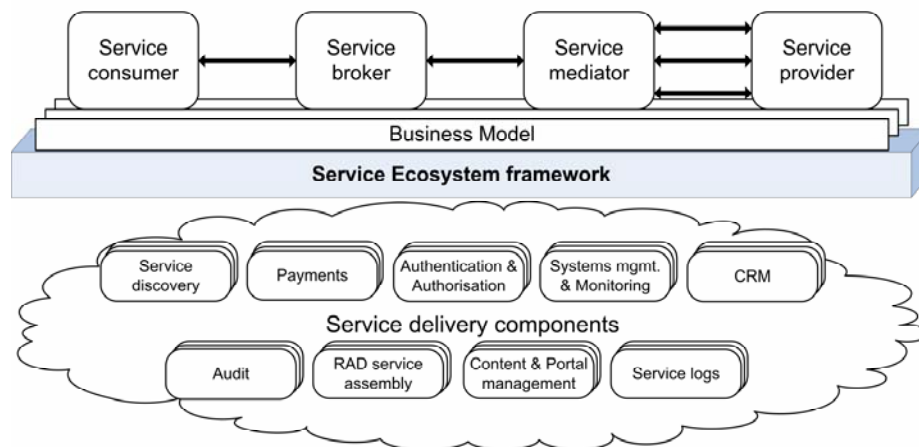 Service
consumer
Service
broker
Service
mediator
Service
provider
Business Model
Service Ecosystem framework
Service
discovery
Payments
Authentication &
Authorisation
Systems mgmt.
& Monitoring
CRM
Service delivery components
Audit
RAD service
assembly
Content & Portal
management
Service logs